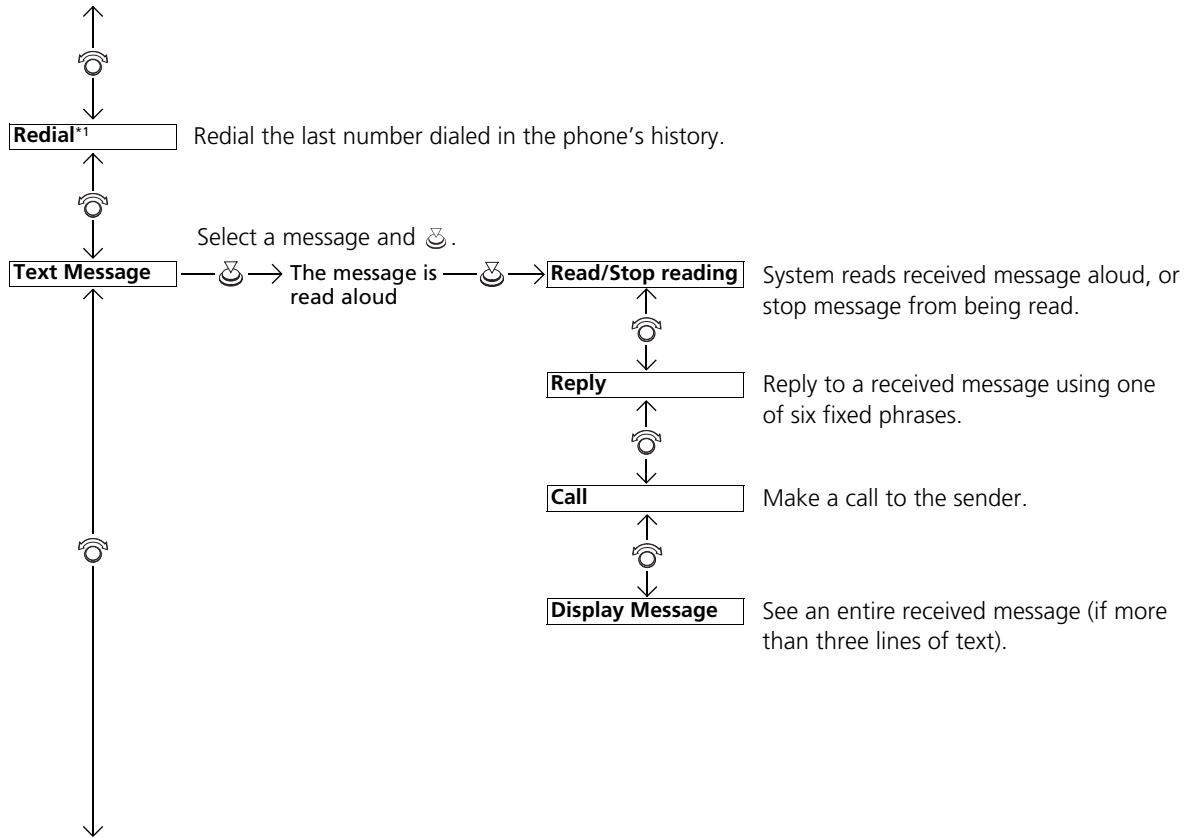 Redial*1 Redial the last number dialed in the phone's history.
Select a message and .
Text Message The message is read aloud
Read/Stop reading System reads received message aloud, or
stop message from being read.
Reply Reply to a received message using one
of six fixed phrases.
Call Make a call to the sender.
Display Message See an entire received message (if more
than three lines of text).